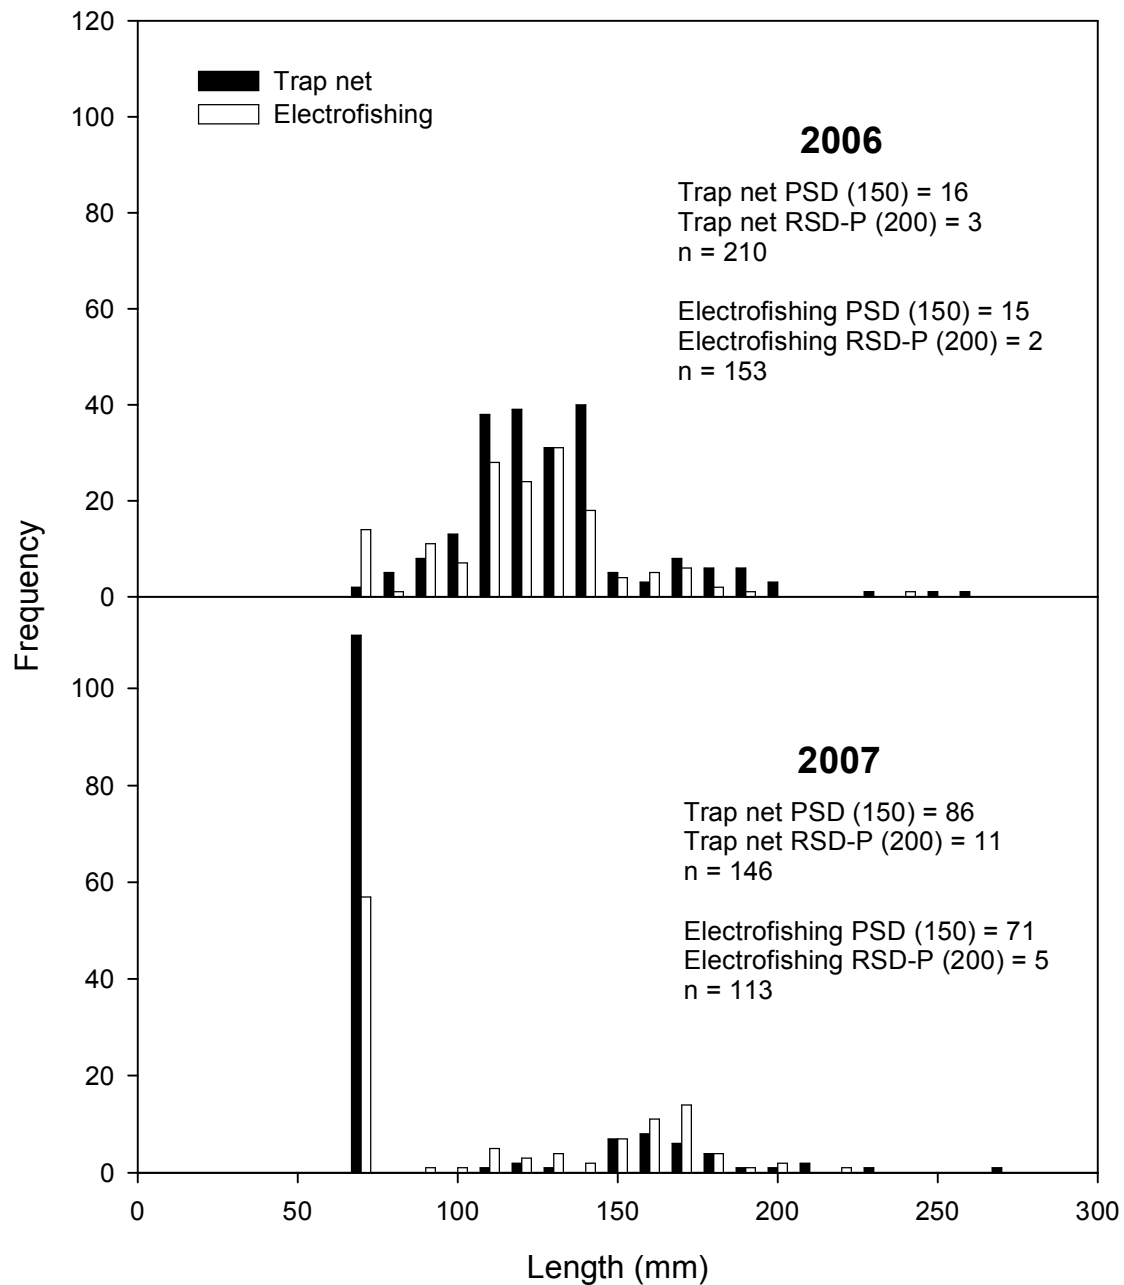 120
100
80
60
40
20
0
Trap net
Electrofishing
2006
Trap net PSD (150) = 16
Trap net RSD-P (200) = 3
n = 210
Electrofishing PSD (150) = 15
Electrofishing RSD-P (200) = 2
n = 153
Frequency
100
80
60
40
20
0
2007
Trap net PSD (150) = 86
Trap net RSD-P (200) = 11
n = 146
Electrofishing PSD (150) = 71
Electrofishing RSD-P (200) = 5
n = 113
0 50 100 150 200 250 300
Length (mm)